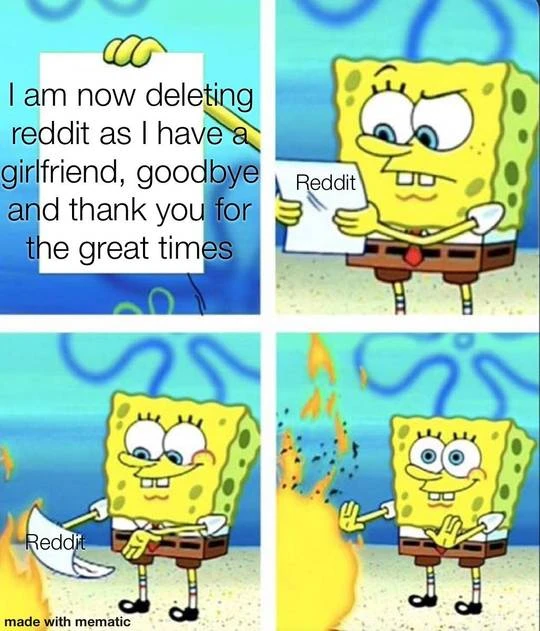 I am now deleting
reddit as I have a
girlfriend, goodbye
and thank you for
the great times
Reddit
Reddit
made with mematic